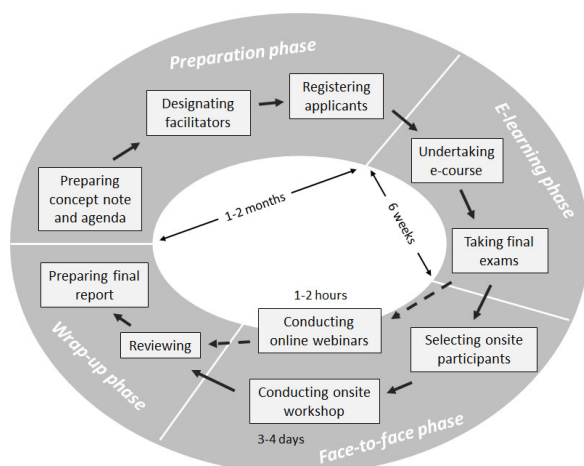 Preparation phase
Registering
applicants
Designating
facilitators
E-learning phase
Undertaking
e-course
Preparing
concept note
and agenda
1-2 months
6 weeks
Taking final
exams
Preparing final
report
1-2 hours
Conducting
online webinars
Reviewing
Selecting onsite
participants
Wrap-up phase
Conducting onsite
workshop
3-4 days
Face-to-face phase